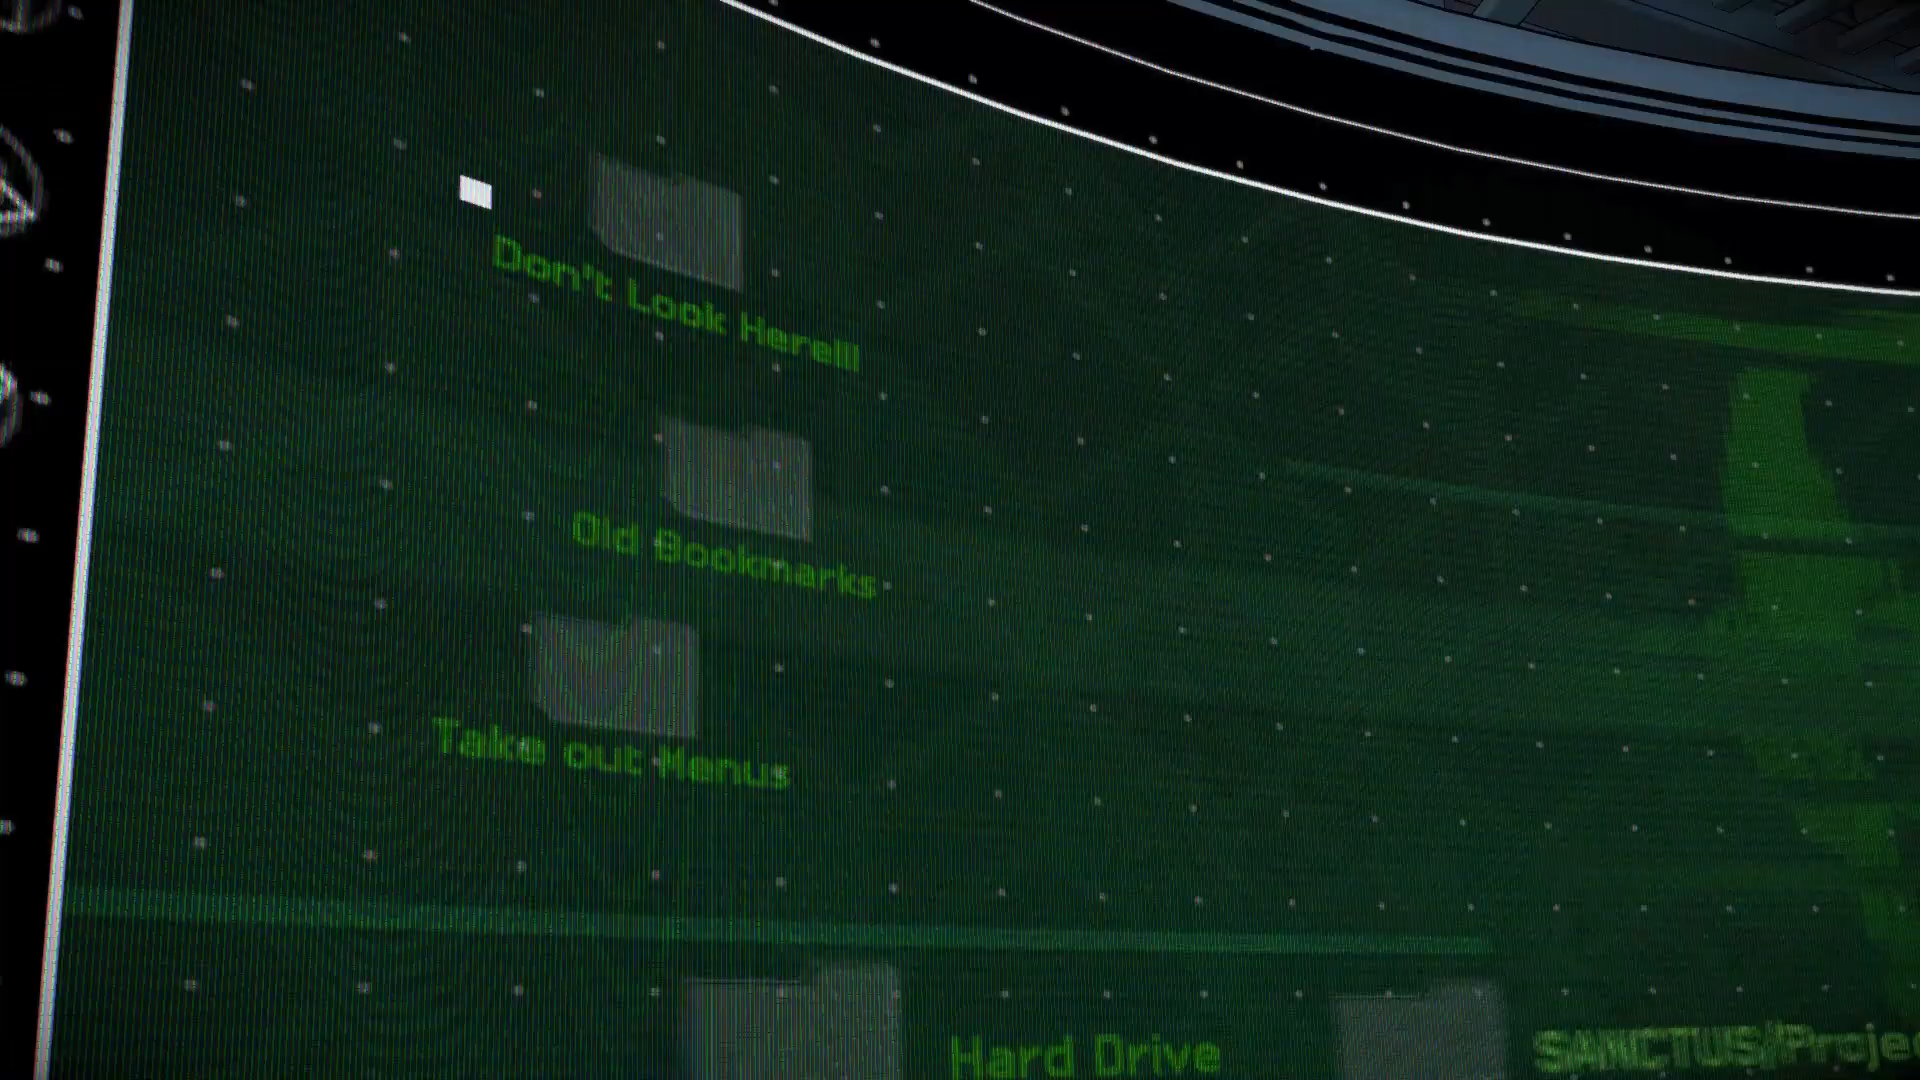 Don't Look Here!!!
Old Bookmarks
Take out Menus
Hard Drive
SANCTUS/Projec